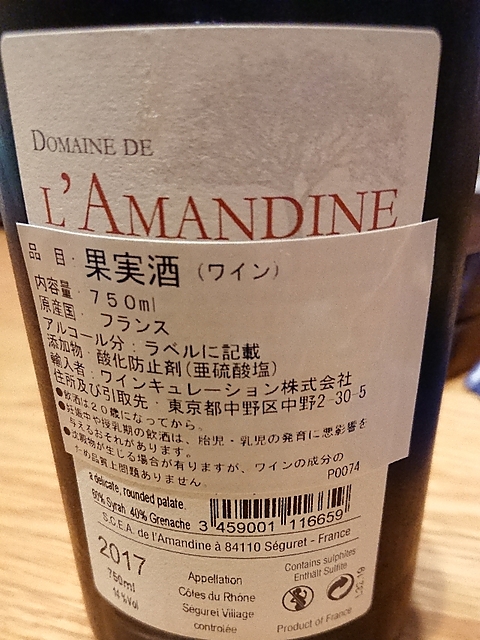 DOMAINE DE
L'AMANDINE
品目: 果実酒 (ワイン)
内容量: 750ml
原産国: フランス
アルコール分: ラベルに記載
添加物: 酸化防止剤(亜硫酸塩)
輸入者: ワインキュレーション株式会社
住所及び引取先: 東京都中野区中野2-30-5
●飲酒は20歳になってから。
●妊娠中や授乳期の飲酒は、胎児・乳児の発育に悪影響を
与えるおそれがあります。
●沈殿物が生じる場合が有りますが、ワインの成分の
ため品質上問題ありません。
P0074
a delicate, rounded palate.
60% Syrah 40% Grenache
3 459001 116659
S.C.E.A. de l'Amandine à 84110 Séguret - France
2017
750ml
14%Vol
Appellation
Côtes du Rhône
Séguret Village
controlée
Contains sulphites
Enthält Sulfite
Product of France